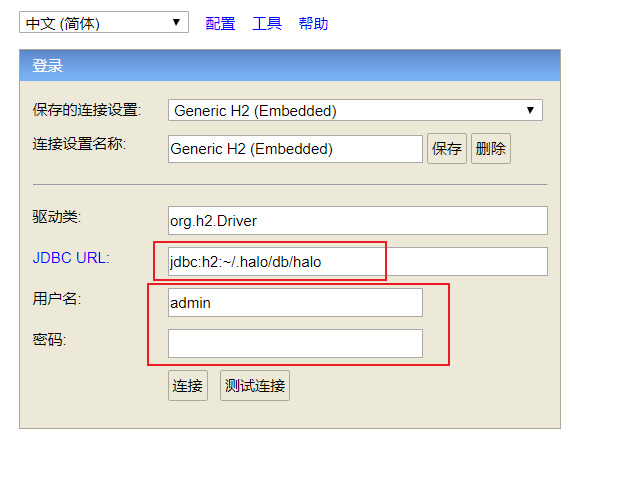 中文 (简体) 配置 工具 帮助
登录
保存的连接设置: Generic H2 (Embedded)
连接设置名称: Generic H2 (Embedded) 保存 删除
驱动类: org.h2.Driver
JDBC URL: jdbc:h2:~/.halo/db/halo
用户名: admin
密码:
连接 测试连接